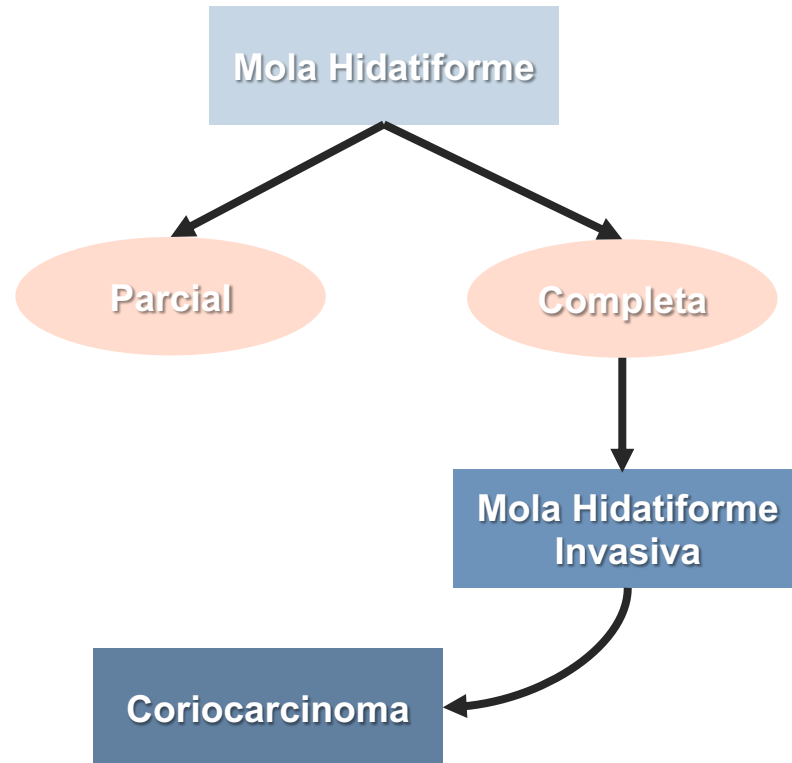 Mola Hidatiforme
Parcial
Completa
Mola Hidatiforme
Invasiva
Coriocarcinoma